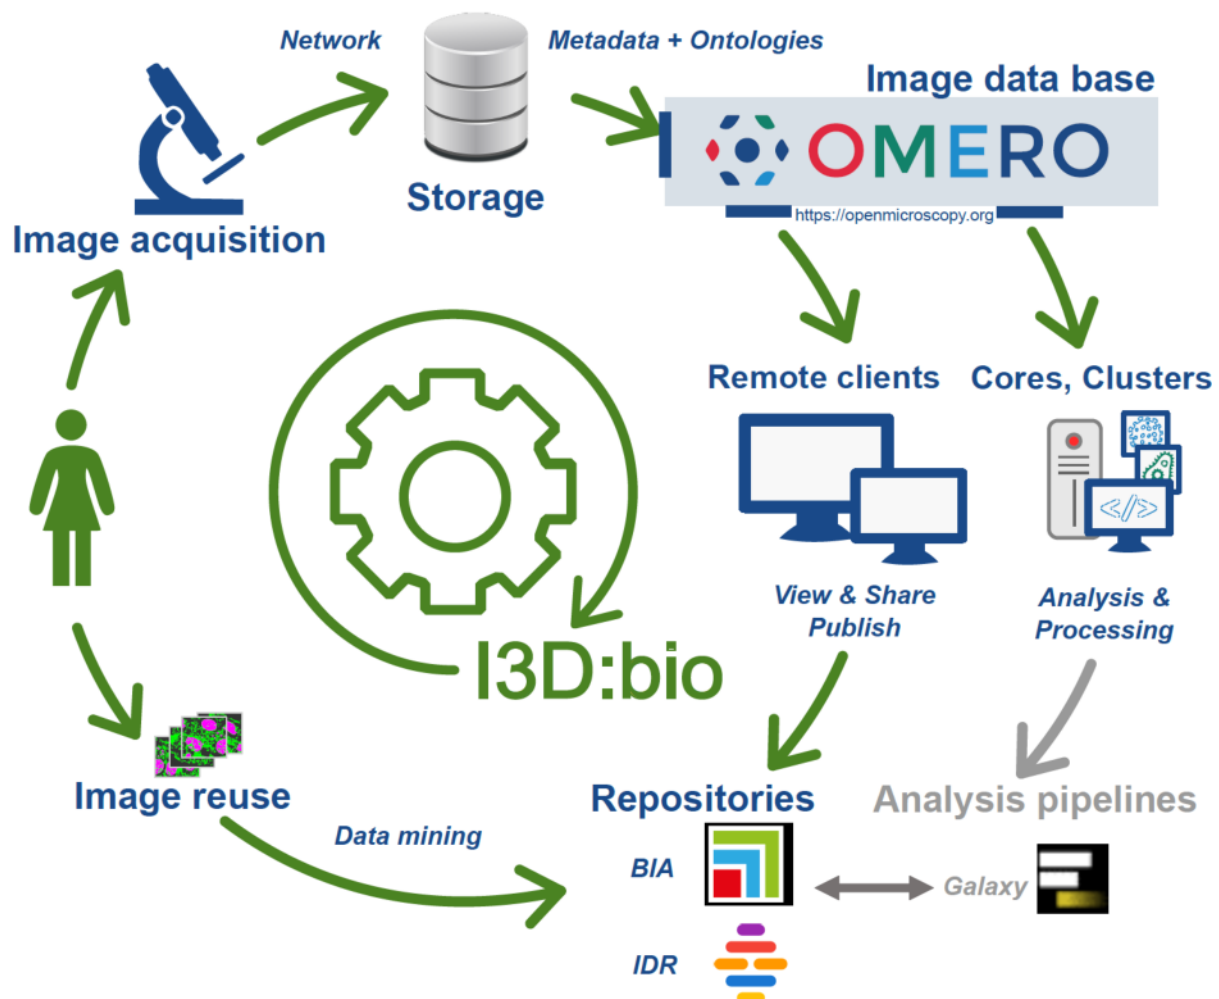 Network
Metadata + Ontologies
Image data base
OMERO
https://openmicroscopy.org
Storage
Image acquisition
Remote clients
Cores, Clusters
</>
View & Share
Publish
Analysis &
Processing
I3D:bio
Image reuse
Data mining
Repositories
Analysis pipelines
BIA
Galaxy
IDR